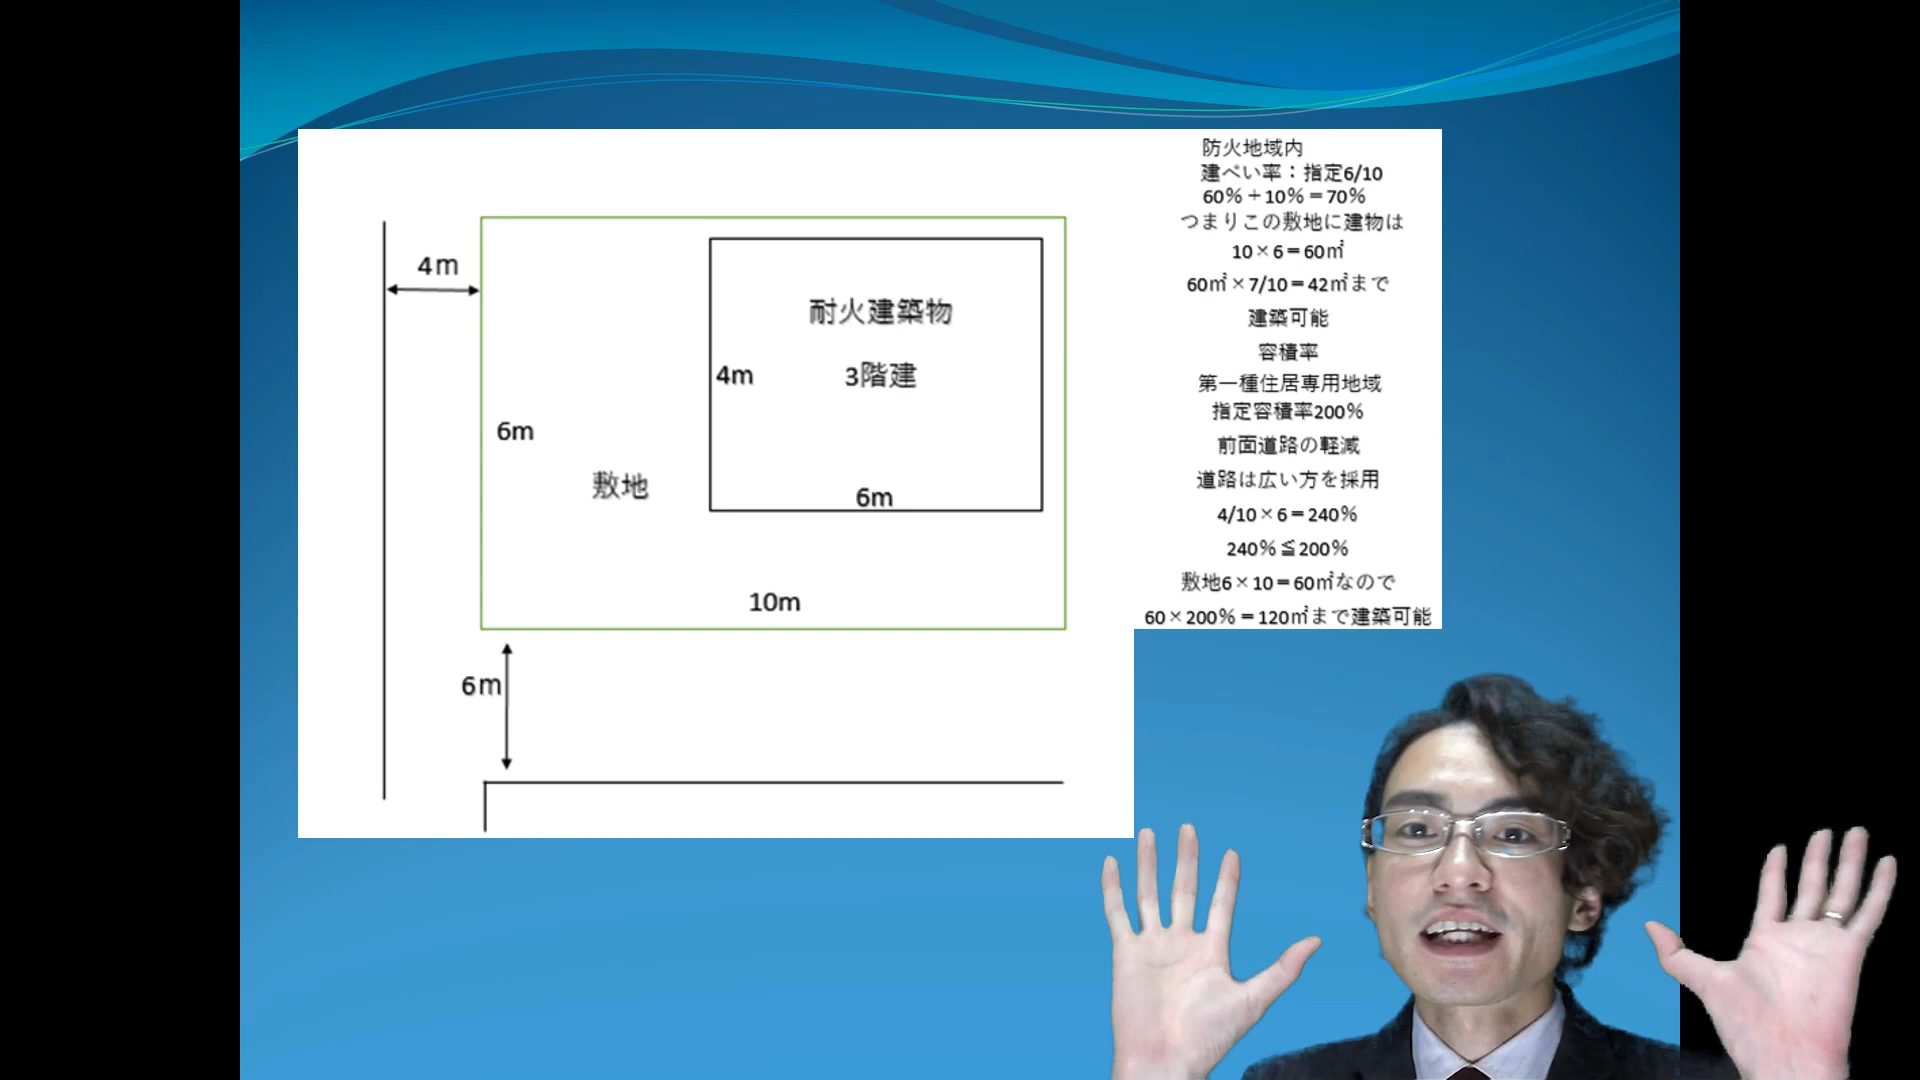 4m
耐火建築物
4m
3階建
6m
敷地
6m
10m
6m
防火地域内
建ぺい率：指定6/10
60％＋10％＝70％
つまりこの敷地に建物は
10×6＝60㎡
60㎡×7/10＝42㎡まで
建築可能
容積率
第一種住居専用地域
指定容積率200％
前面道路の軽減
道路は広い方を採用
4/10×6＝240％
240％≦200％
敷地6×10＝60㎡なので
60×200％＝120㎡まで建築可能